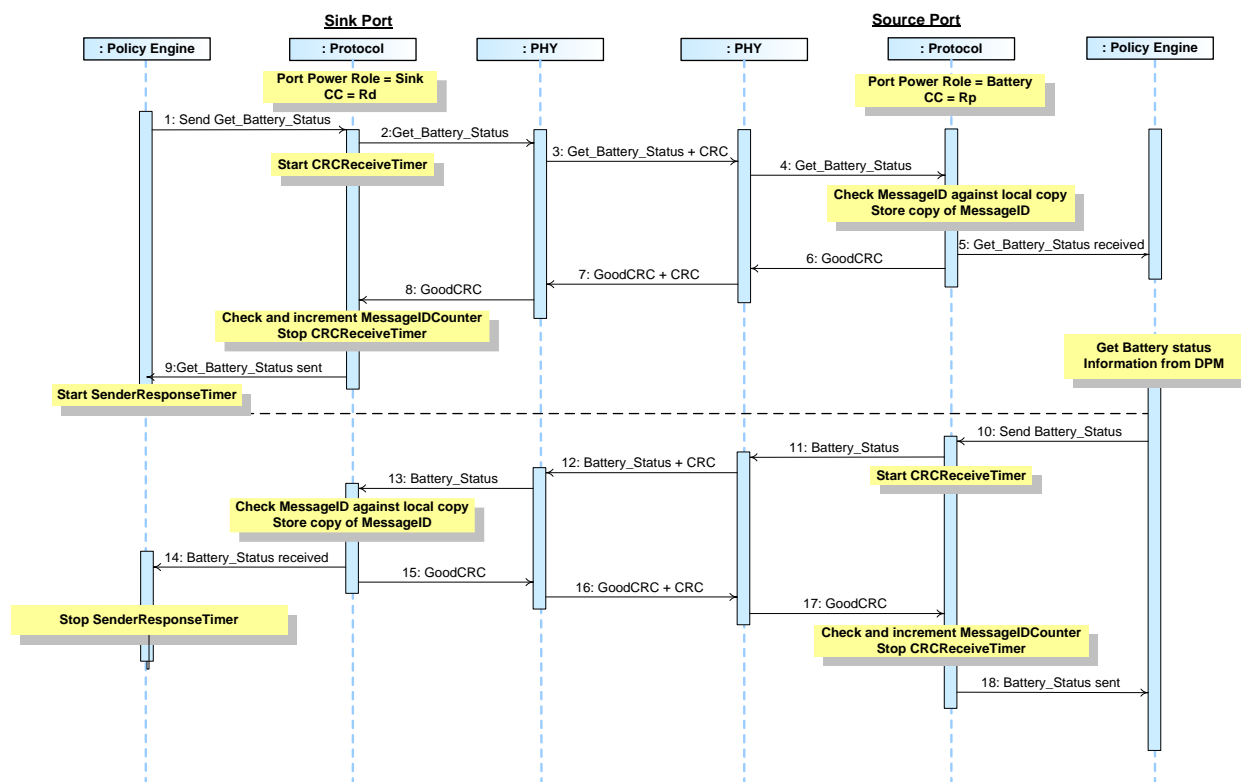 Sink Port
Source Port
: Policy Engine
: Protocol
: PHY
: PHY
: Protocol
: Policy Engine
Port Power Role = Sink
CC = Rd
Port Power Role = Battery
CC = Rp
1: Send Get_Battery_Status
2:Get_Battery_Status
Start CRCReceiveTimer
3: Get_Battery_Status + CRC
4: Get_Battery_Status
Check MessageID against local copy
Store copy of MessageID
5: Get_Battery_Status received
6: GoodCRC
7: GoodCRC + CRC
8: GoodCRC
Check and increment MessageIDCounter
Stop CRCReceiveTimer
9:Get_Battery_Status sent
Start SenderResponseTimer
Get Battery status
Information from DPM
10: Send Battery_Status
11: Battery_Status
Start CRCReceiveTimer
12: Battery_Status + CRC
13: Battery_Status
Check MessageID against local copy
Store copy of MessageID
14: Battery_Status received
15: GoodCRC
16: GoodCRC + CRC
17: GoodCRC
Stop SenderResponseTimer
Check and increment MessageIDCounter
Stop CRCReceiveTimer
18: Battery_Status sent